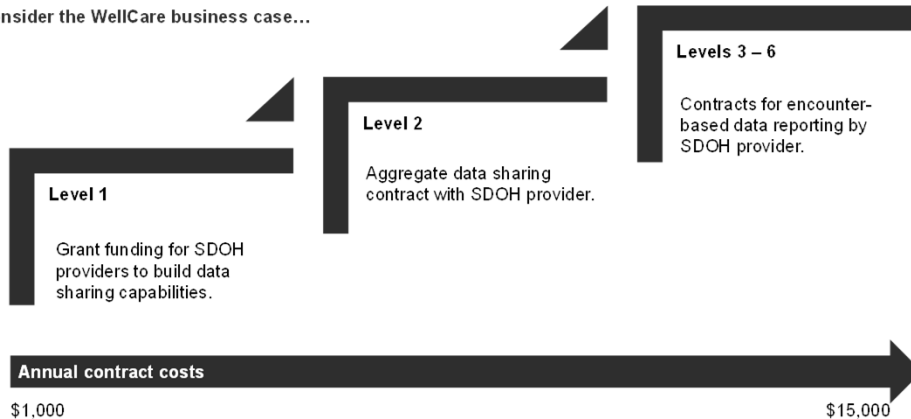 nsider the WellCare business case…
Level 1
Grant funding for SDOH
providers to build data
sharing capabilities.
Level 2
Aggregate data sharing
contract with SDOH provider.
Levels 3 – 6
Contracts for encounter-
based data reporting by
SDOH provider.
Annual contract costs
$1,000
$15,000